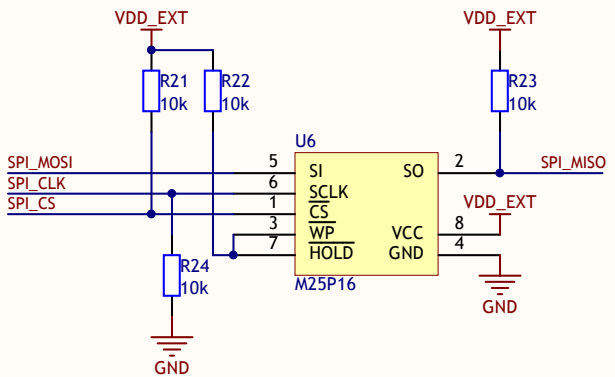 VDD_EXT
VDD_EXT
R21
10k
R22
10k
R23
10k
U6
SPI_MOSI
5
SI
SO
2
SPI_MISO
SPI_CLK
6
SCLK
SPI_CS
1
CS
VDD_EXT
3
WP
VCC
8
7
HOLD
GND
4
R24
10k
M25P16
GND
GND